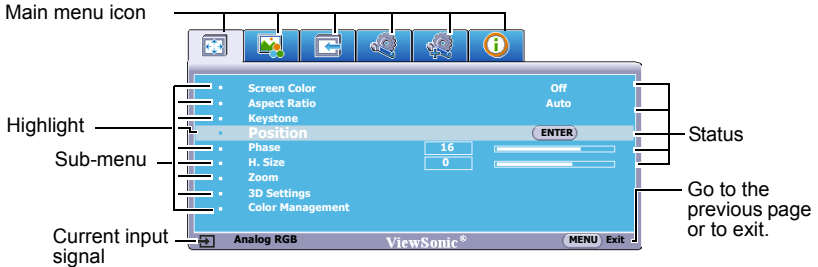 Main menu icon
Screen Color Off
Aspect Ratio Auto
Keystone
Highlight
Position ENTER
Status
Phase 16
Sub-menu
H. Size 0
Zoom
3D Settings
Color Management
Go to the
previous page
or to exit.
Current input
signal
Analog RGB ViewSonic® MENU Exit